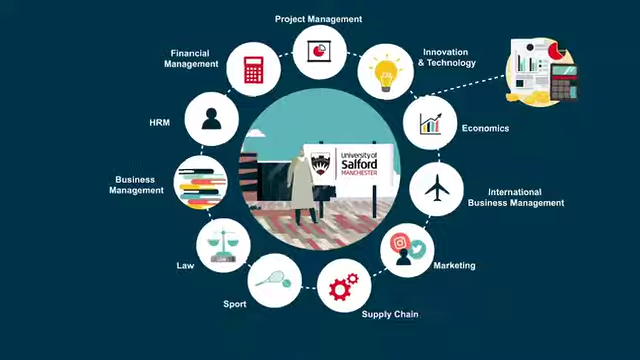 Project Management
Financial
Management
Innovation
& Technology
HRM
Economics
University of
Salford
MANCHESTER
Business
Management
International
Business Management
Law
Marketing
Sport
Supply Chain